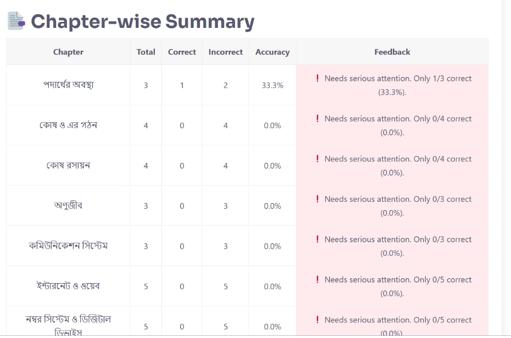 Chapter-wise Summary
Chapter Total Correct Incorrect Accuracy Feedback
পদার্থের অবস্থা 3 1 2 33.3% ❗ Needs serious attention. Only 1/3 correct
(33.3%).
কোষ ও এর গঠন 4 0 4 0.0% ❗ Needs serious attention. Only 0/4 correct
(0.0%).
কোষ রসায়ন 4 0 4 0.0% ❗ Needs serious attention. Only 0/4 correct
(0.0%).
অণুজীব 3 0 3 0.0% ❗ Needs serious attention. Only 0/3 correct
(0.0%).
কমিউনিকেশন সিস্টেম 3 0 3 0.0% ❗ Needs serious attention. Only 0/3 correct
(0.0%).
ইন্টারনেট ও ওয়েব 5 0 5 0.0% ❗ Needs serious attention. Only 0/5 correct
(0.0%).
নম্বর সিস্টেম ও ডিজিটাল 5 0 5 0.0% ❗ Needs serious attention. Only 0/5 correct
ডিভাইস (0.0%).